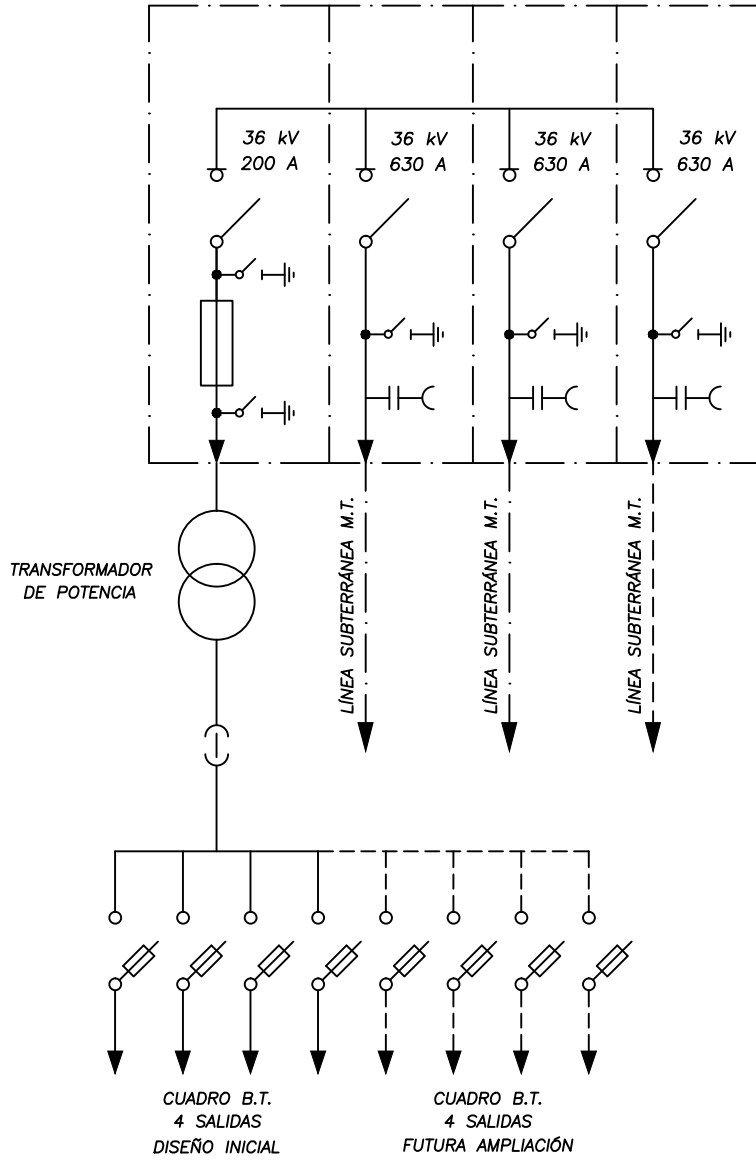 36 kV
200 A
36 kV
630 A
36 kV
630 A
36 kV
630 A
TRANSFORMADOR
DE POTENCIA
LÍNEA SUBTERRÁNEA M.T.
LÍNEA SUBTERRÁNEA M.T.
LÍNEA SUBTERRÁNEA M.T.
CUADRO B.T.
4 SALIDAS
DISEÑO INICIAL
CUADRO B.T.
4 SALIDAS
FUTURA AMPLIACIÓN